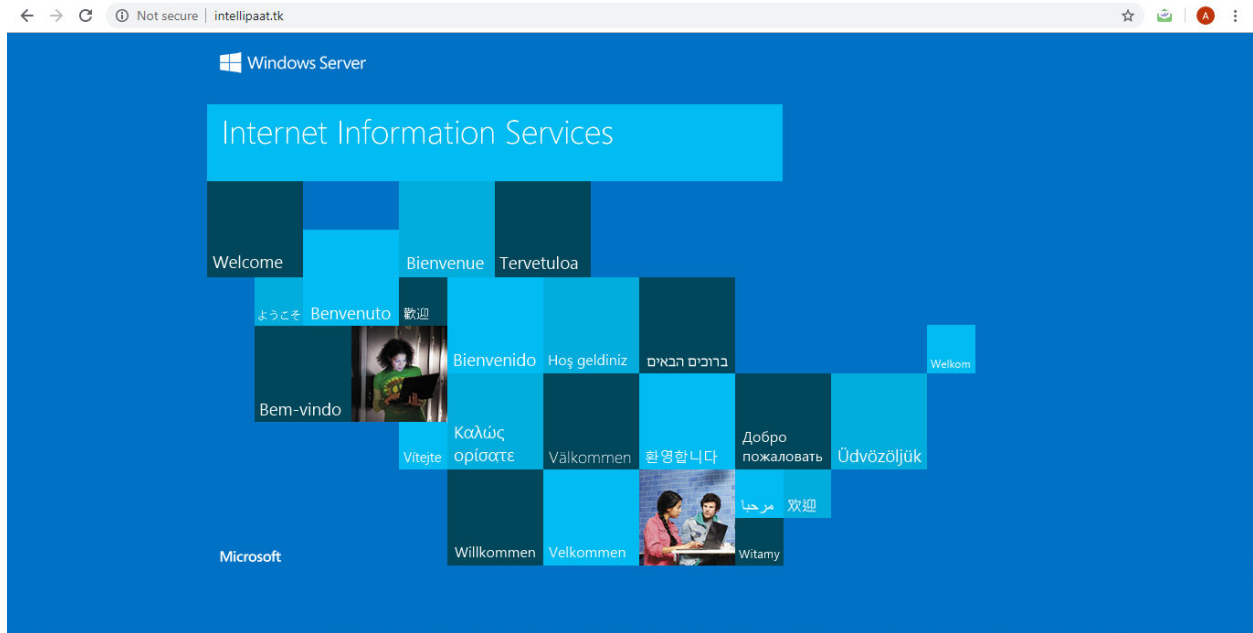 Not secure
intellipaat.tk
A
Windows Server
Internet Information Services
Welcome
Bienvenue
Tervetuloa
ようこそ
Benvenuto
歡迎
Bienvenido
Hoş geldiniz
ברוכים הבאים
Welkom
Bem-vindo
Vítejte
Καλώς
ορίσατε
Välkommen
환영합니다
Добро
пожаловать
Üdvözöljük
مرحبا
欢迎
Microsoft
Willkommen
Velkommen
Witamy